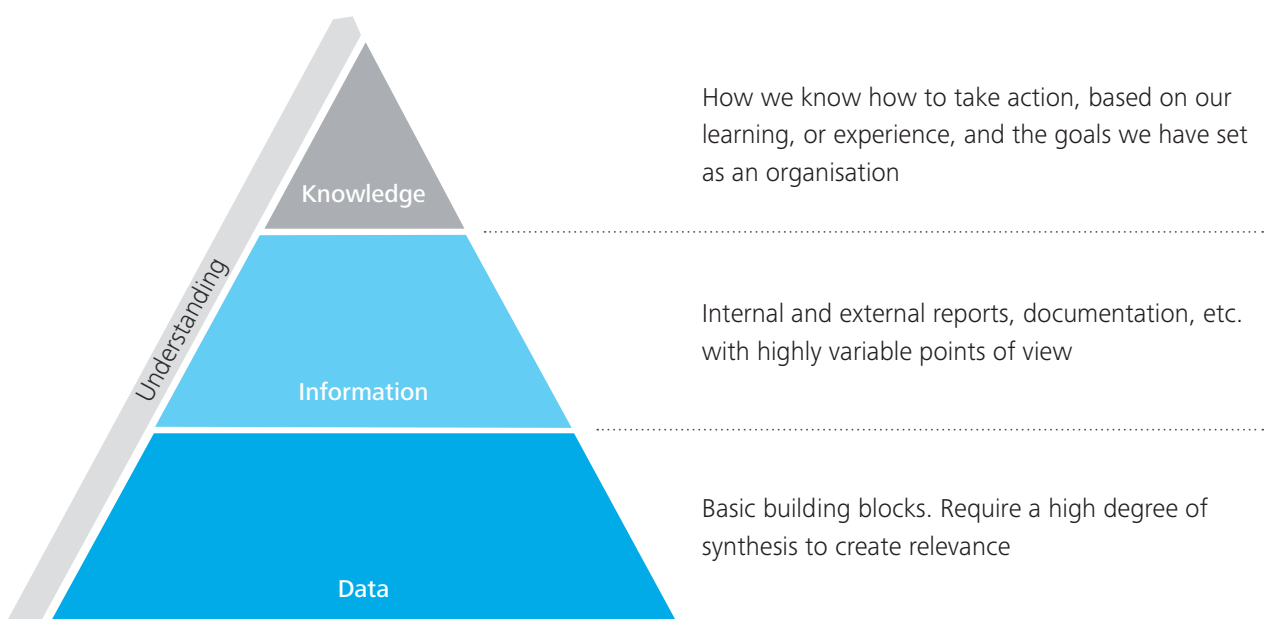 How we know how to take action, based on our
learning, or experience, and the goals we have set
as an organisation
Knowledge
Understanding
Internal and external reports, documentation, etc.
with highly variable points of view
Information
Basic building blocks. Require a high degree of
synthesis to create relevance
Data